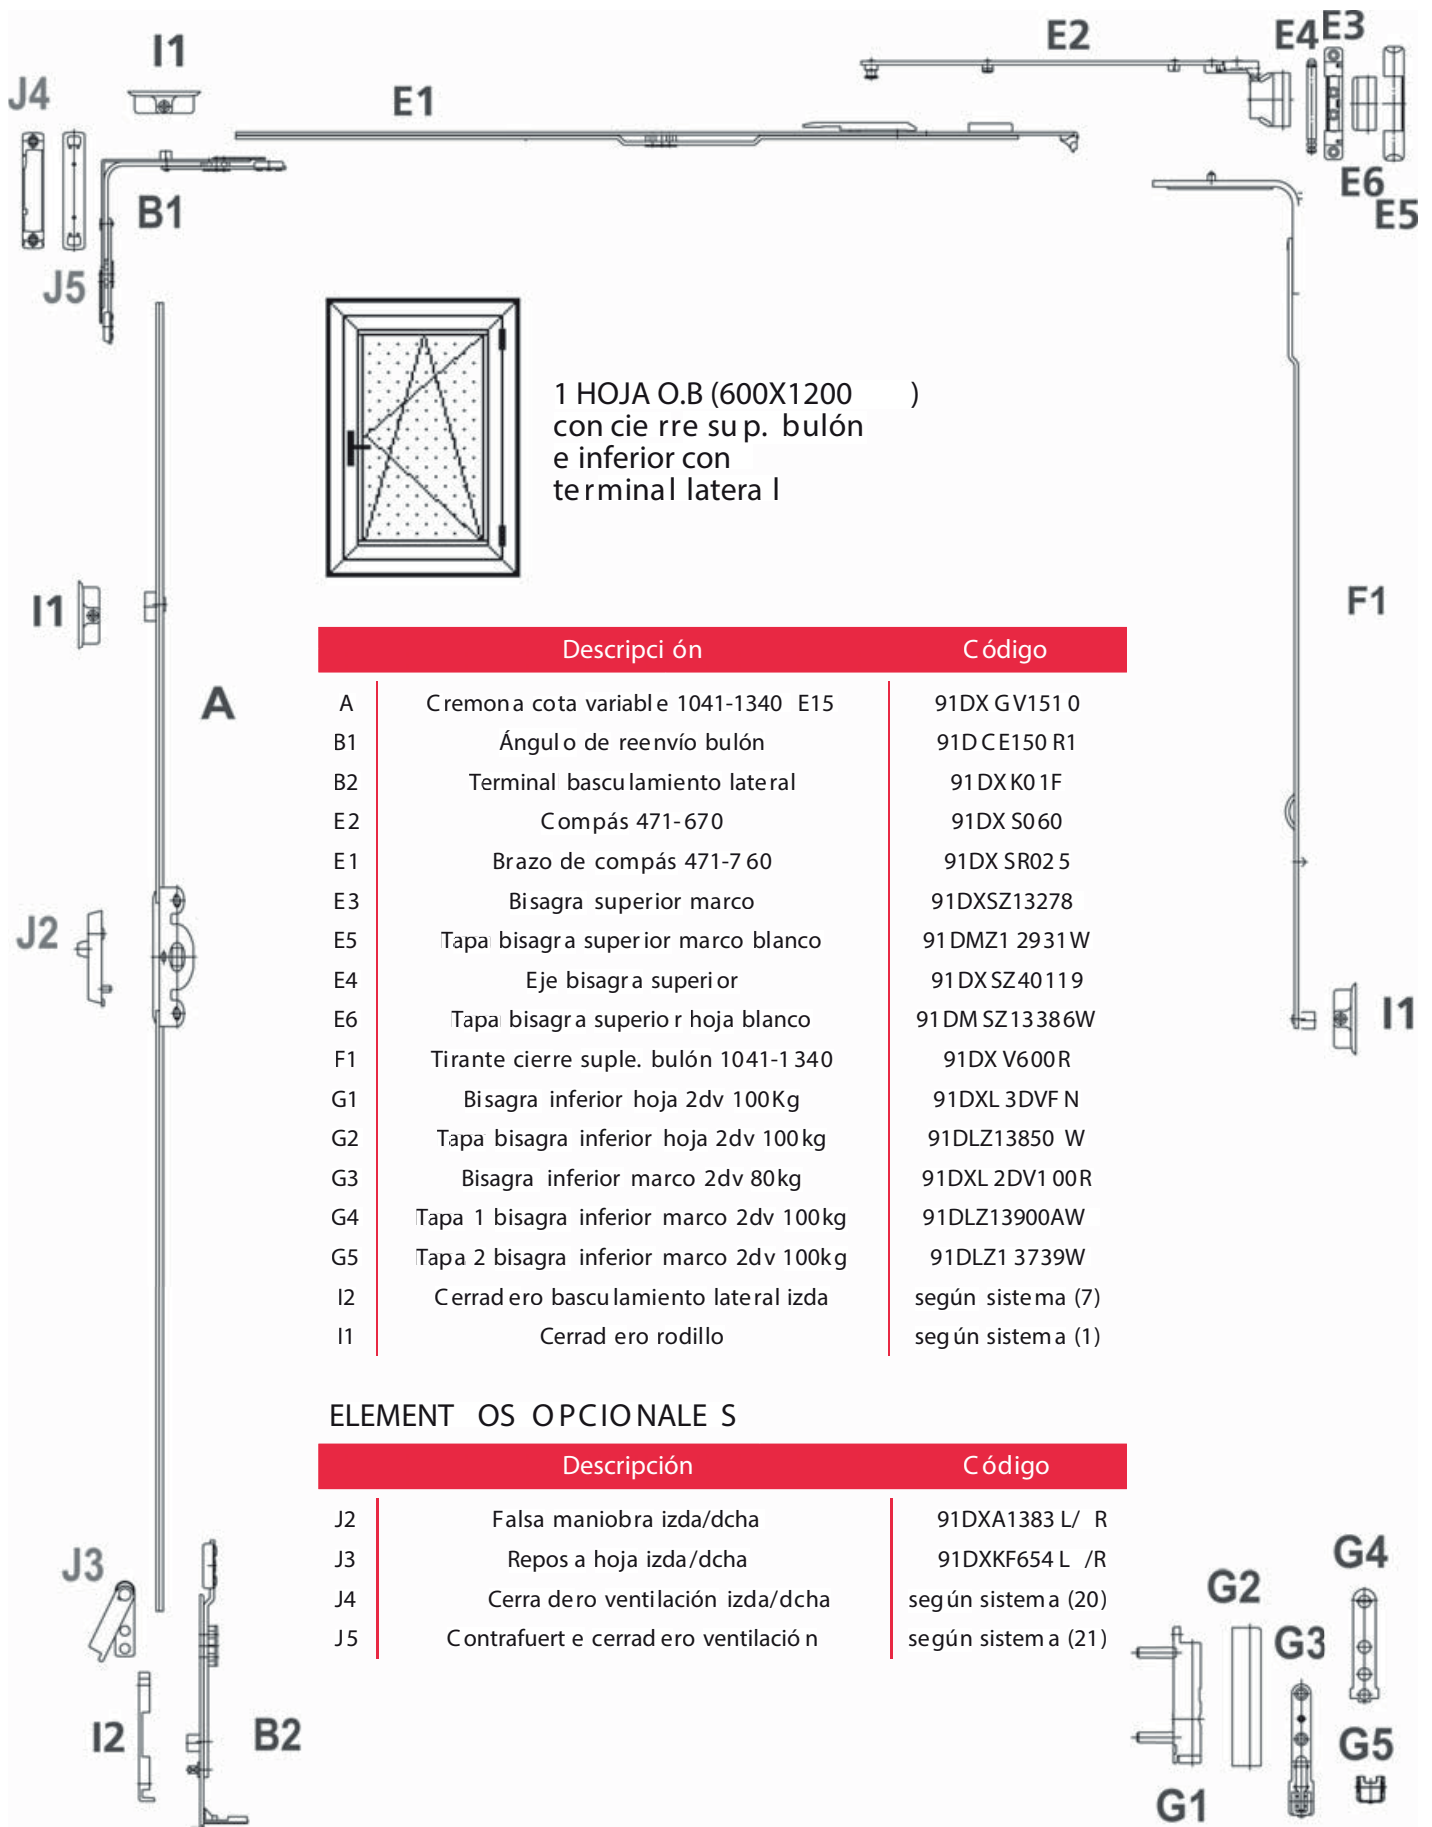 I1
E2
E4
E3
J4
E1
E6
E5
B1
J5
1 HOJA O.B (600X1200 )
con cierre sup. bulón
e inferior con
terminal lateral
I1
F1
A
J2
I1
Descripción Código
A Cremona cota variable 1041-1340 E15 91DXGV1510
B1 Ángulo de reenvío bulón 91DCE150R1
B2 Terminal basculamiento lateral 91DXK01F
E2 Compás 471-670 91DXS060
E1 Brazo de compás 471-760 91DXSR025
E3 Bisagra superior marco 91DXSZ13278
E5 Tapa bisagra superior marco blanco 91DMZ12931W
E4 Eje bisagra superior 91DXSZ40119
E6 Tapa bisagra superior hoja blanco 91DMSZ13386W
F1 Tirante cierre suple. bulón 1041-1340 91DXV600R
G1 Bisagra inferior hoja 2dv 100Kg 91DXL3DVFN
G2 Tapa bisagra inferior hoja 2dv 100kg 91DLZ13850W
G3 Bisagra inferior marco 2dv 80kg 91DXL2DV100R
G4 Tapa 1 bisagra inferior marco 2dv 100kg 91DLZ13900AW
G5 Tapa 2 bisagra inferior marco 2dv 100kg 91DLZ13739W
I2 Cerradero basculamiento lateral izda según sistema (7)
I1 Cerradero rodillo según sistema (1)
ELEMENTOS OPCIONALES
Descripción Código
J2 Falsa maniobra izda/dcha 91DXA1383L/R
J3 Reposa hoja izda/dcha 91DXKF654L/R
J4 Cerradero ventilación izda/dcha según sistema (20)
J5 Contrafuerte cerradero ventilación según sistema (21)
J3
I2
B2
G4
G2
G3
G5
G1